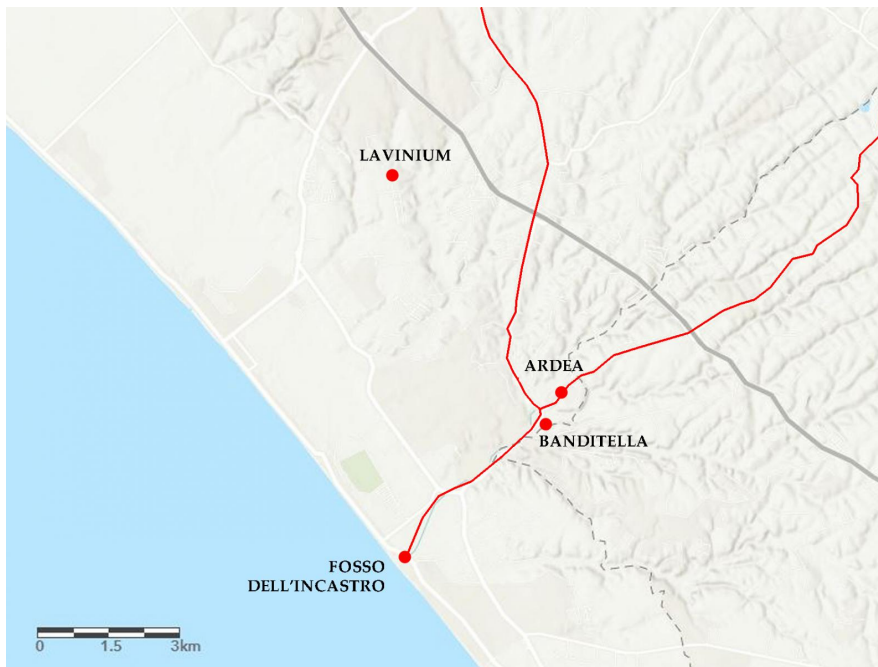 LAVINIUM
ARDEA
BANDITELLA
FOSSO
DELL'INCASTRO
0 1.5 3km